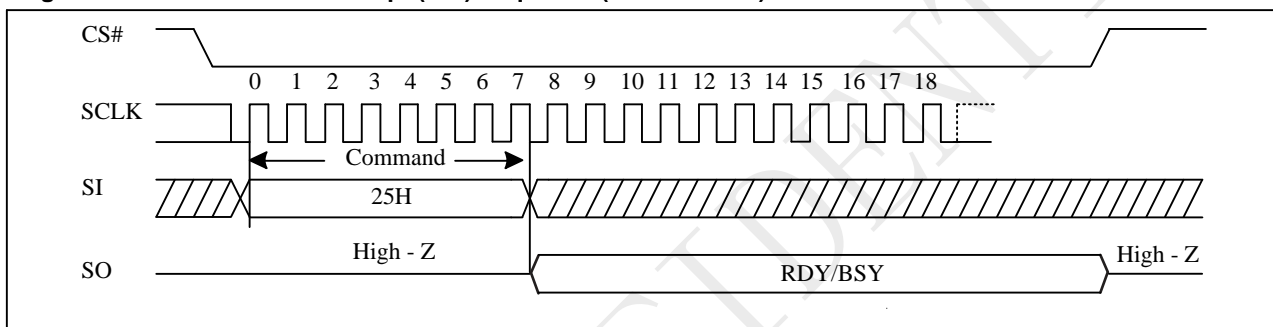 CS#
0 1 2 3 4 5 6 7 8 9 10 11 12 13 14 15 16 17 18
SCLK
Command
SI
25H
High - Z
High - Z
SO
RDY/BSY